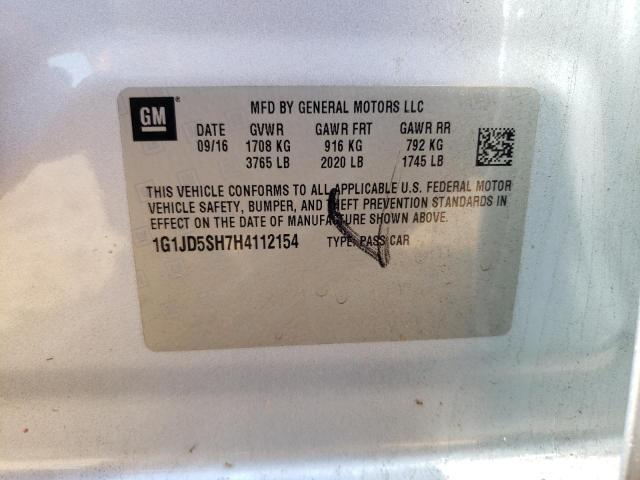 GM
MFD BY GENERAL MOTORS LLC
DATE GVWR GAWR FRT GAWR RR
09/16 1708 KG 916 KG 792 KG
3765 LB 2020 LB 1745 LB
THIS VEHICLE CONFORMS TO ALL APPLICABLE U.S. FEDERAL MOTOR
VEHICLE SAFETY, BUMPER, AND THEFT PREVENTION STANDARDS IN
EFFECT ON THE DATE OF MANUFACTURE SHOWN ABOVE.
1G1JD5SH7H4112154 TYPE: PASS CAR